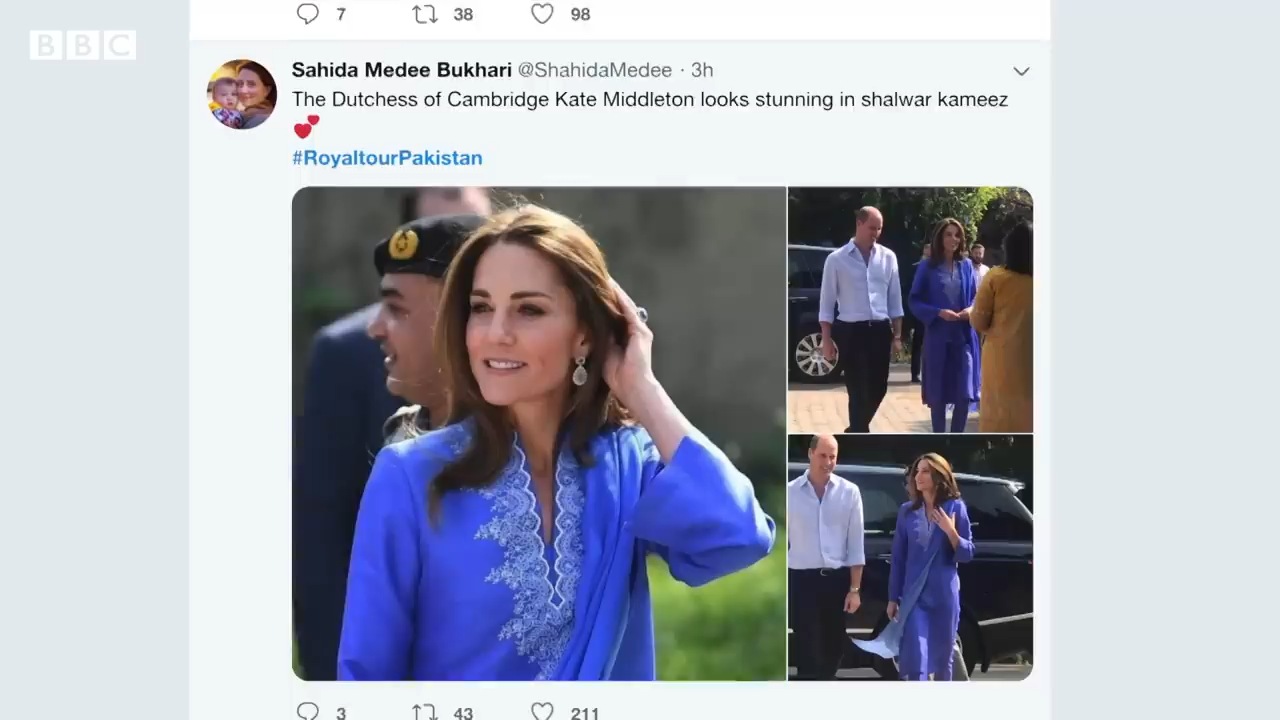 7 38 98
BBC
Sahida Medee Bukhari @ShahidaMedee · 3h
The Dutchess of Cambridge Kate Middleton looks stunning in shalwar kameez
💕
#RoyaltourPakistan
3 43 211